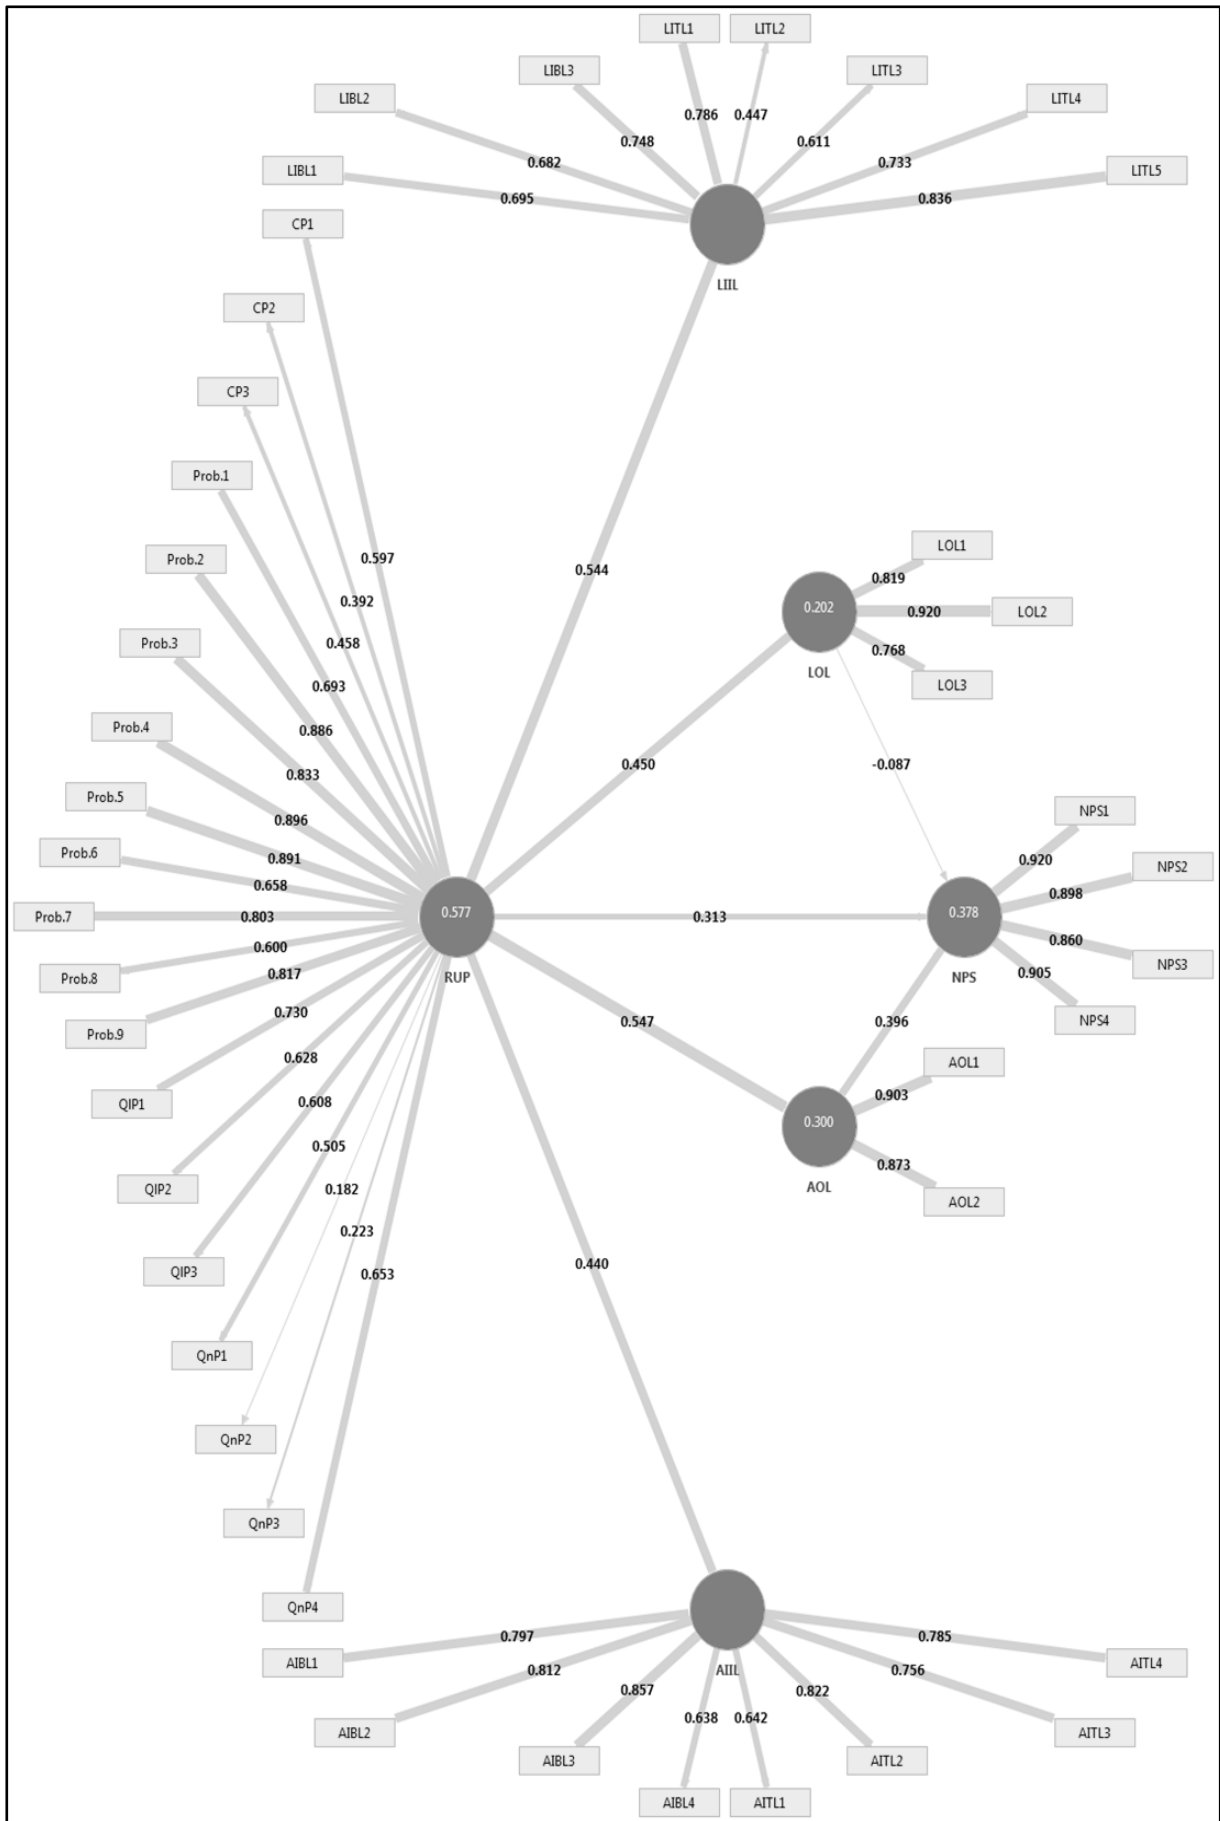 LITL1 LITL2
LIBL3 LITL3
LIBL2 LITL4
0.786 0.447
0.748 0.611
0.682 0.733
LIBL1 LITL5
0.695 0.836
CP1
LIIL
CP2
CP3
Prob.1
LOL1
Prob.2 0.597 0.544
0.819
0.392 0.202 0.920 LOL2
Prob.3 0.458
0.768
LOL LOL3
0.693
Prob.4 0.886
0.450 -0.087
0.833
Prob.5 NPS1
0.896
Prob.6 0.891 0.920 NPS2
0.658 0.898
Prob.7 0.803 0.577 0.313 0.378
0.600 0.860
Prob.8 0.817 RUP NPS 0.905 NPS3
0.730 0.547 0.396 NPS4
Prob.9
0.628 AOL1
QIP1 0.608 0.903
0.300
0.505 0.873
QIP2 0.182 AOL AOL2
0.223
QIP3 0.653 0.440
QnP1
QnP2
QnP3
QnP4
0.797 0.785
AIBL1 0.812 AIIL 0.756 AITL4
0.857 0.822
0.638 0.642
AIBL2 AITL3
AIBL3 AITL2
AIBL4 AITL1